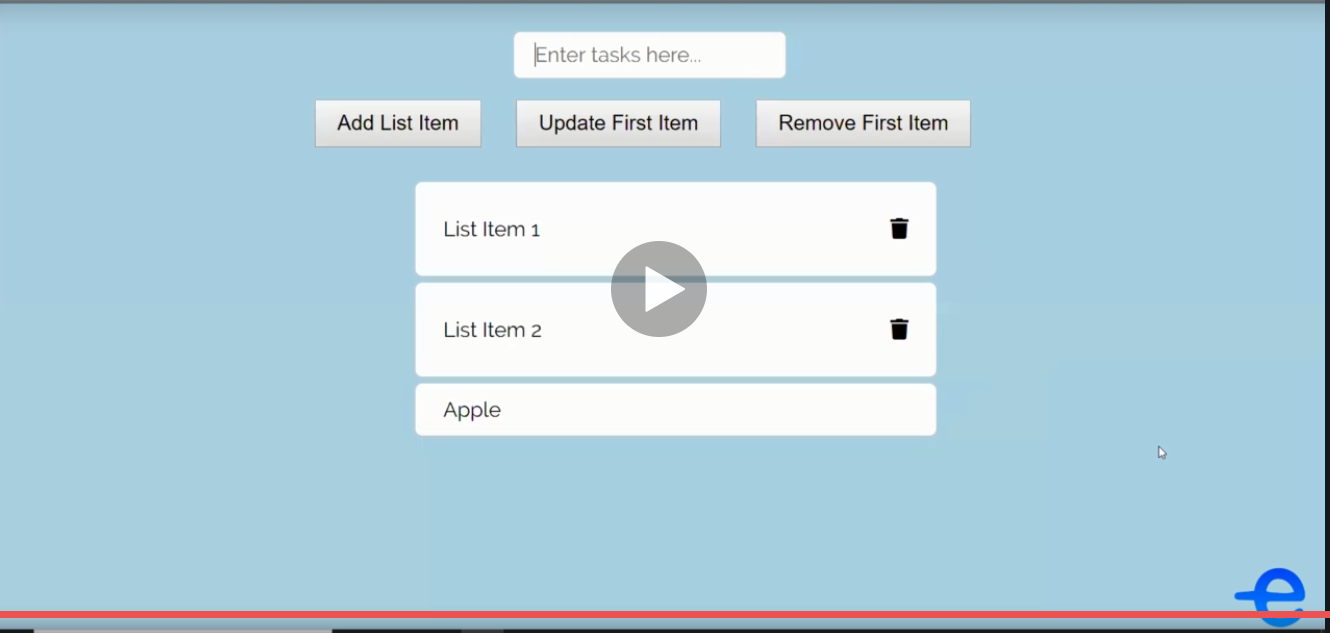 Enter tasks here...
Add List Item
Update First Item
Remove First Item
List Item 1
List Item 2
Apple